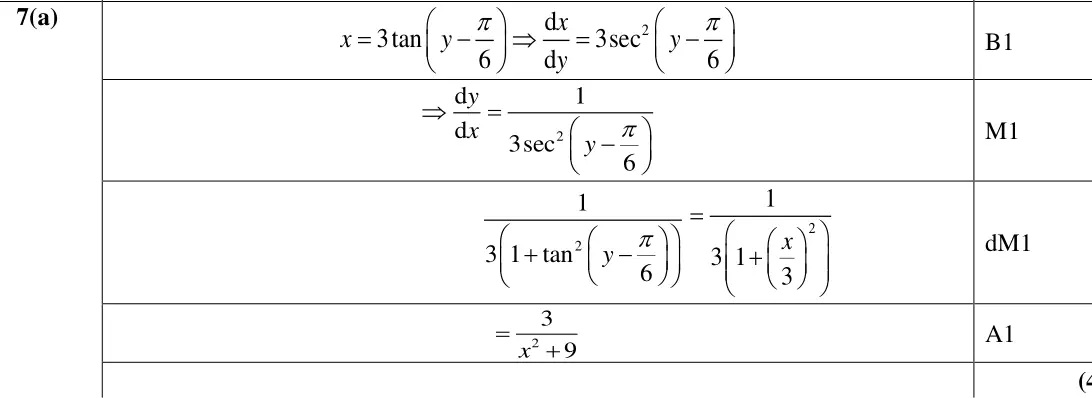 7(a)
x = 3tan(y − π/6) ⇒ dx/dy = 3sec²(y − π/6) B1
⇒ dy/dx = 1/(3sec²(y − π/6)) M1
1/(3(1 + tan²(y − π/6))) = 1/(3(1 + (x/3)²)) dM1
= 3/(x² + 9) A1
(4